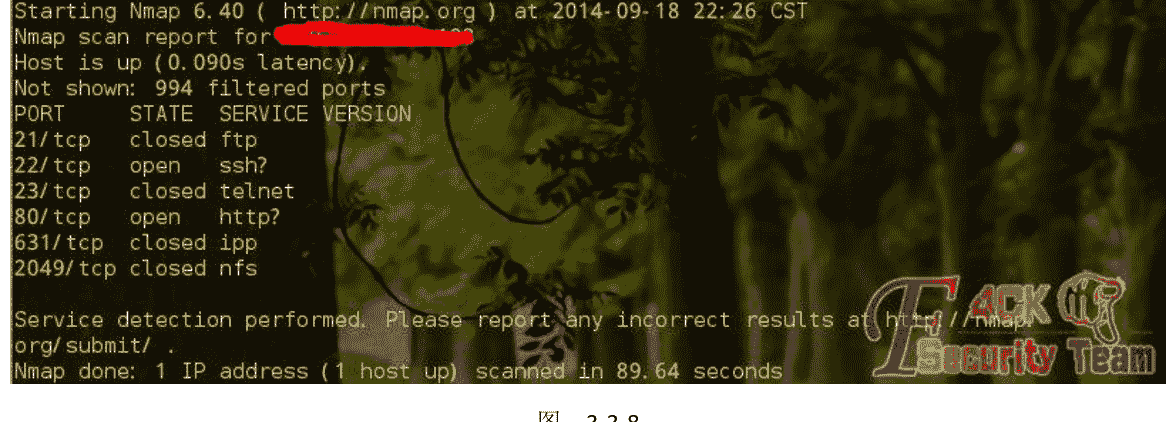 Starting Nmap 6.40 ( http://nmap.org ) at 2014-09-18 22:26 CST
Nmap scan report for
Host is up (0.090s latency).
Not shown: 994 filtered ports
PORT STATE SERVICE VERSION
21/tcp closed ftp
22/tcp open ssh?
23/tcp closed telnet
80/tcp open http?
631/tcp closed ipp
2049/tcp closed nfs
Service detection performed. Please report any incorrect results at http://nmap.
org/submit/ .
Nmap done: 1 IP address (1 host up) scanned in 89.64 seconds
Security Team